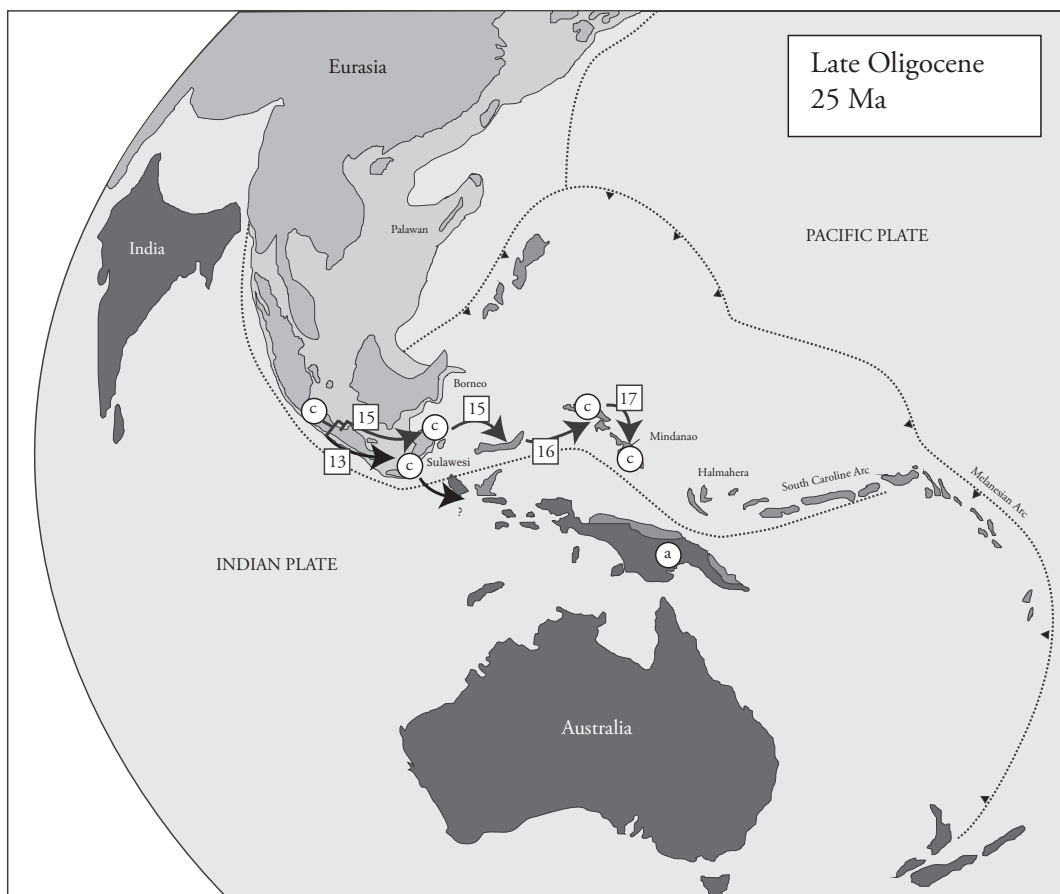 Eurasia
Late Oligocene
25 Ma
Palawan
India
PACIFIC PLATE
Borneo
c
15
c
15
c
17
Mindanao
13
c
Sulawesi
16
c
Halmahera
South Caroline Arc
Melanesian Arc
?
a
INDIAN PLATE
Australia